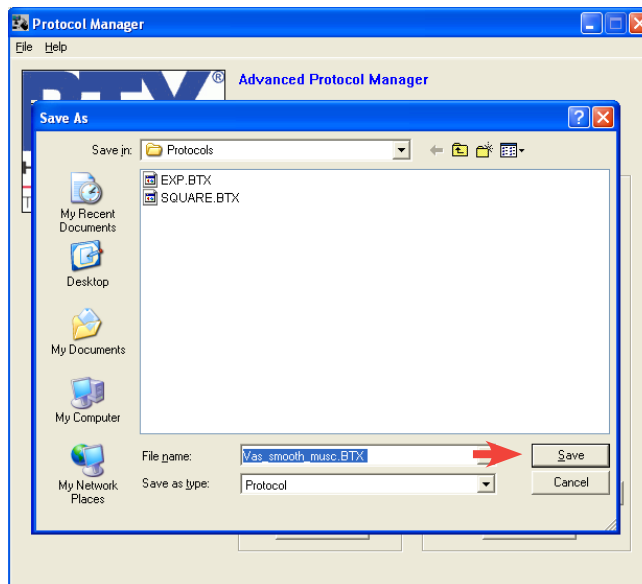 Protocol Manager
File Help
BTX®
Advanced Protocol Manager
Save As
Save in: Protocols
EXP.BTX
SQUARE.BTX
My Recent
Documents
Desktop
My Documents
My Computer
My Network
Places
File name: Vas_smooth_musc.BTX Save
Save as type: Protocol Cancel